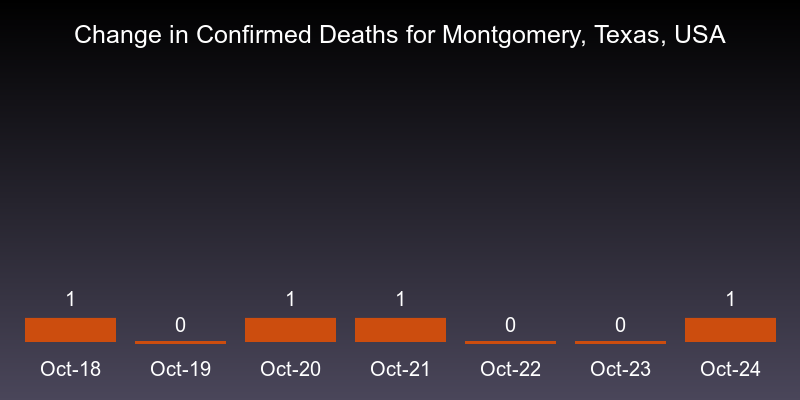 Change in Confirmed Deaths for Montgomery, Texas, USA
1 0 1 1 0 0 1
Oct-18 Oct-19 Oct-20 Oct-21 Oct-22 Oct-23 Oct-24